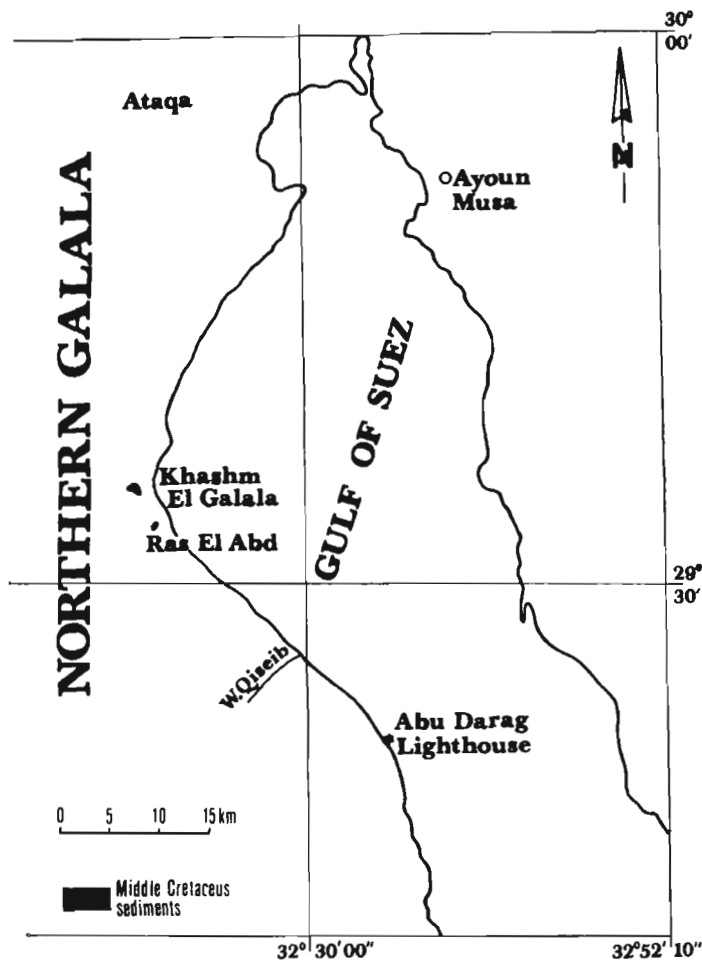 30°
00'
Ataqa
N
Ayoun
Musa
NORTHERN GALALA
GULF OF SUEZ
Khashm
El Galala
Ras El Abd
29°
30'
W.Qiseib
Abu Darag
Lighthouse
0 5 10 15 km
Middle Cretaceus
sediments
32°30'00" 32°52'10"